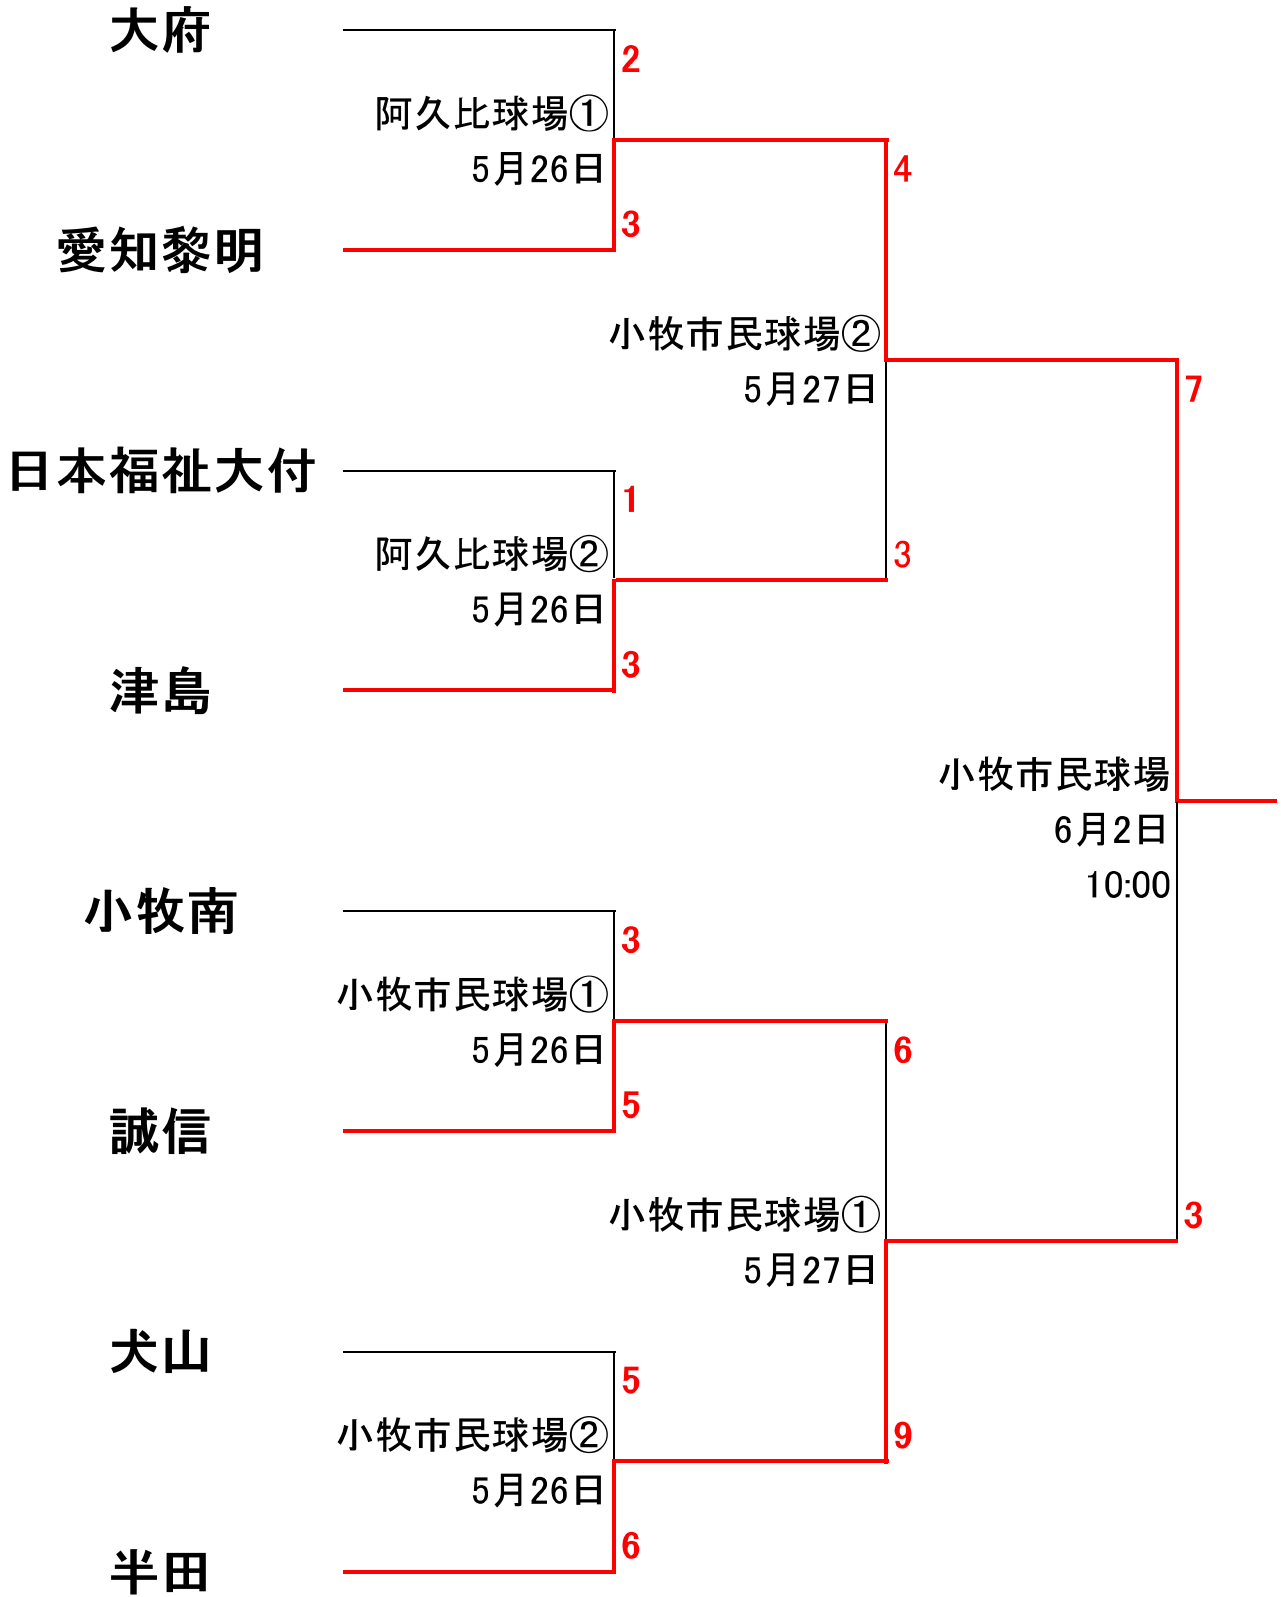 大府
2
阿久比球場①
5月26日
4
3
愛知黎明
小牧市民球場②
5月27日
7
日本福祉大付
1
阿久比球場②
3
5月26日
3
津島
小牧市民球場
6月2日
10:00
小牧南
3
小牧市民球場①
5月26日
6
5
誠信
小牧市民球場①
3
5月27日
犬山
5
小牧市民球場②
9
5月26日
6
半田